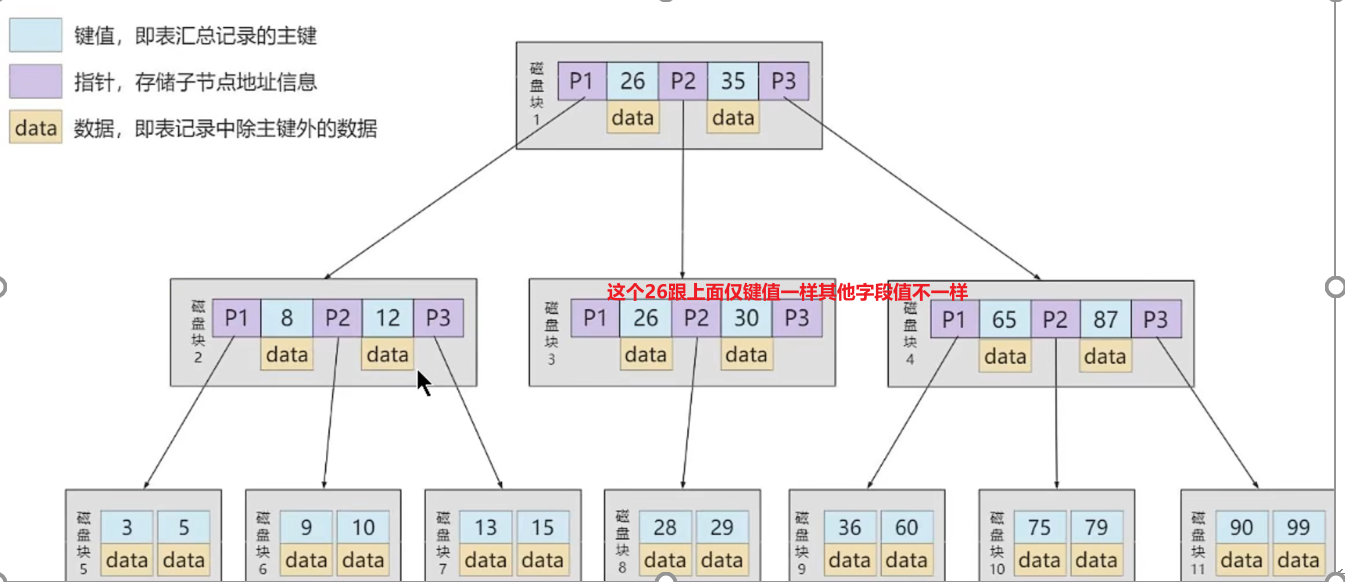 键值，即表汇总记录的主键
指针，存储子节点地址信息
data 数据，即表记录中除主键外的数据
磁盘块1
P1 26 P2 35 P3
data data
这个26跟上面仅键值一样其他字段值不一样
磁盘块2
P1 8 P2 12 P3
data data
磁盘块3
P1 26 P2 30 P3
data data
磁盘块4
P1 65 P2 87 P3
data data
磁盘块5
3 5
data data
磁盘块6
9 10
data data
磁盘块7
13 15
data data
磁盘块8
28 29
data data
磁盘块9
36 60
data data
磁盘块10
75 79
data data
磁盘块11
90 99
data data